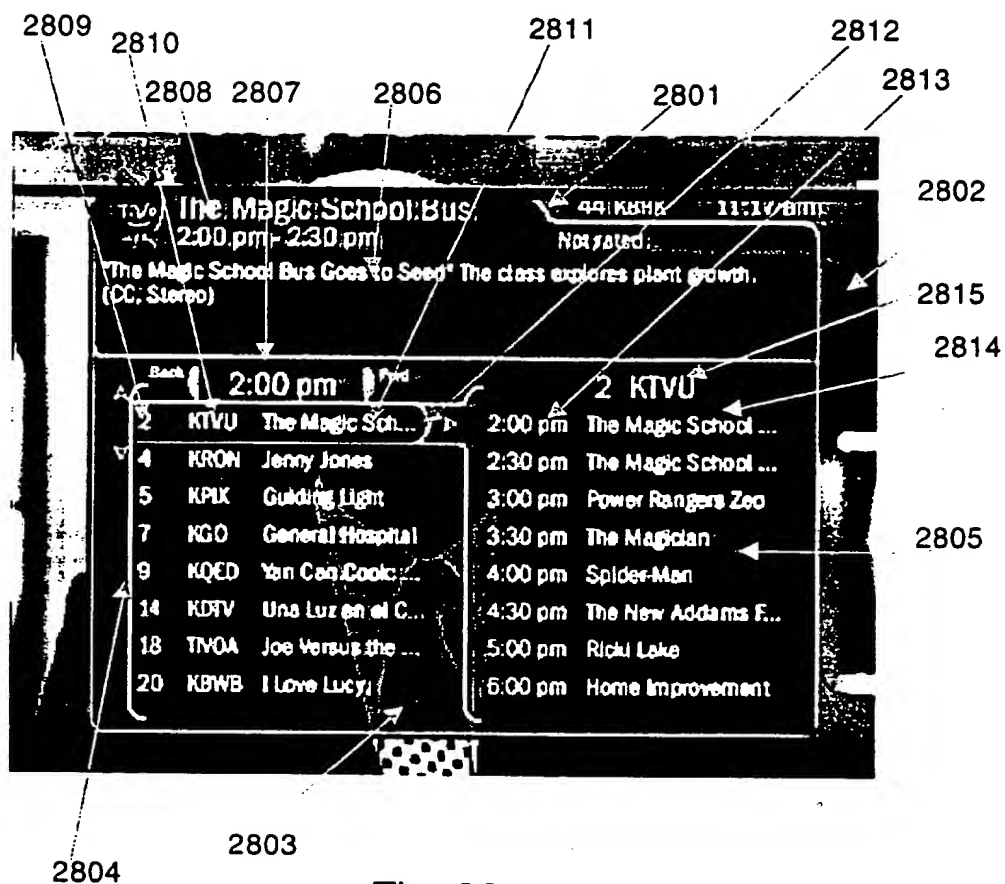 2809 2810 2811 2812
2808 2807 2806 2801 2813
2802
TiVo The Magic School Bus 44 KBHK
2:00 pm - 2:30 pm Not rated
"The Magic School Bus Goes to Seed" The class explores plant growth.
(CC, Stereo)
2815
2814
Back 2:00 pm Fwd 2 KTVU
2 KTVU The Magic Sch... 2:00 pm The Magic School ...
4 KRON Jenny Jones 2:30 pm The Magic School ...
5 KPIX Guiding Light 3:00 pm Power Rangers Zeo
7 KGO General Hospital 3:30 pm The Magician
2805
9 KQED Yan Can Cook: ... 4:00 pm Spider-Man
14 KDTV Una Luz en el C... 4:30 pm The New Addams F...
18 TIVOA Joe Versus the ... 5:00 pm Ricki Lake
20 KBWB I Love Lucy 6:00 pm Home Improvement
2803
2804